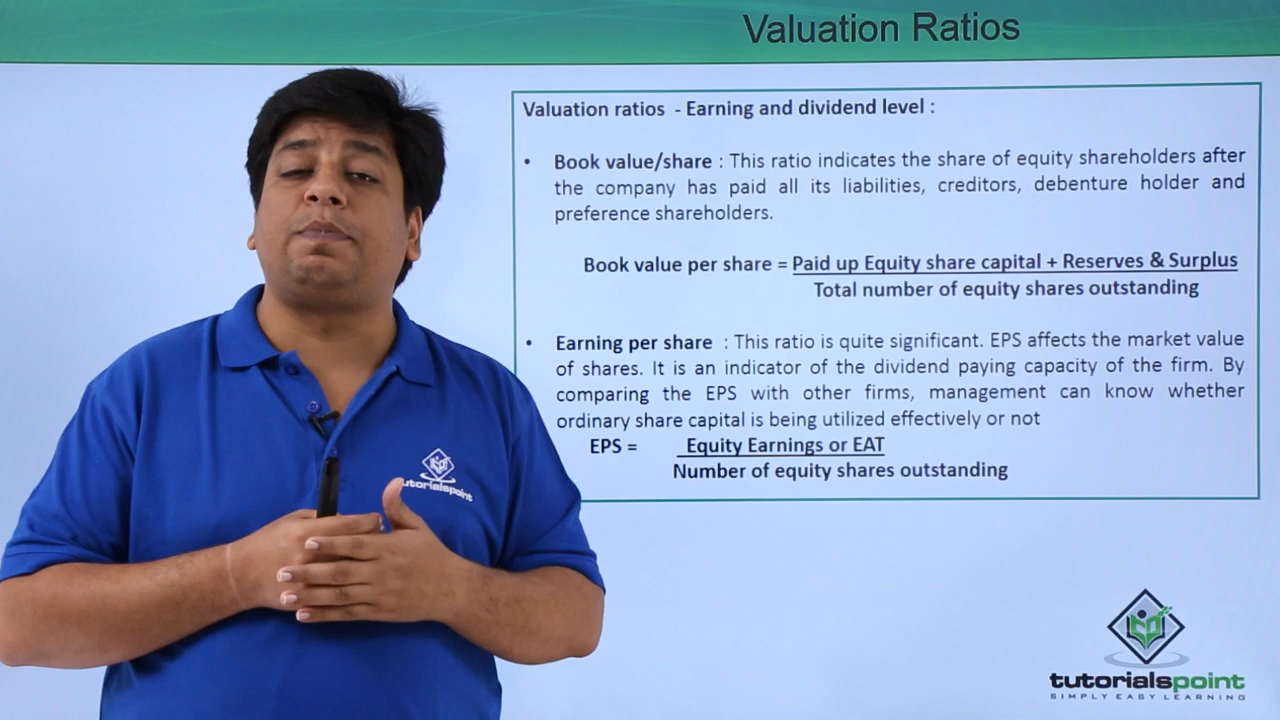 Valuation Ratios
Valuation ratios - Earning and dividend level :
• Book value/share : This ratio indicates the share of equity shareholders after
the company has paid all its liabilities, creditors, debenture holder and
preference shareholders.
Book value per share = Paid up Equity share capital + Reserves & Surplus
Total number of equity shares outstanding
• Earning per share : This ratio is quite significant. EPS affects the market value
of shares. It is an indicator of the dividend paying capacity of the firm. By
comparing the EPS with other firms, management can know whether
ordinary share capital is being utilized effectively or not
EPS = Equity Earnings or EAT
Number of equity shares outstanding
tutorialspoint
tutorialspoint
SIMPLY EASY LEARNING